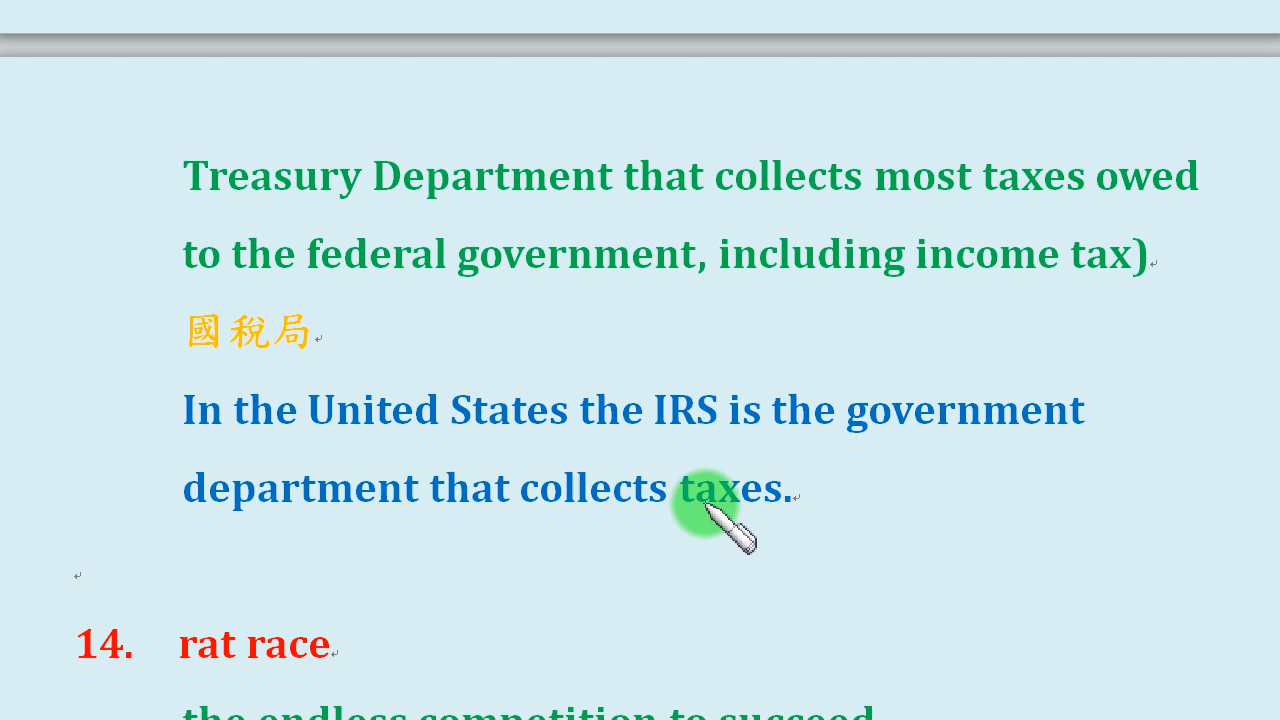 Treasury Department that collects most taxes owed
to the federal government, including income tax)
國稅局
In the United States the IRS is the government
department that collects taxes.
14. rat race
the endless competition to succeed